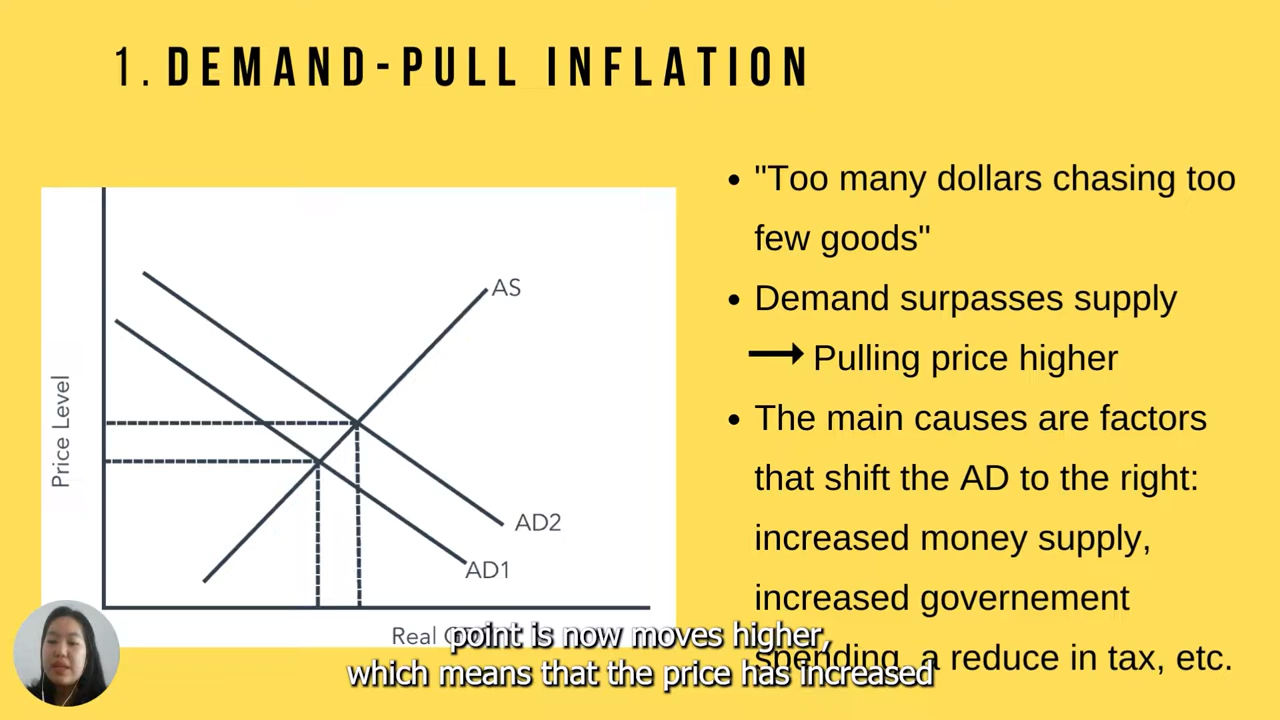 1. DEMAND-PULL INFLATION
AS
AD2
AD1
Price Level
Real
"Too many dollars chasing too
few goods"
Demand surpasses supply
Pulling price higher
The main causes are factors
that shift the AD to the right:
increased money supply,
increased governement
spending, a reduce in tax, etc.
point is now moves higher,
which means that the price has increased